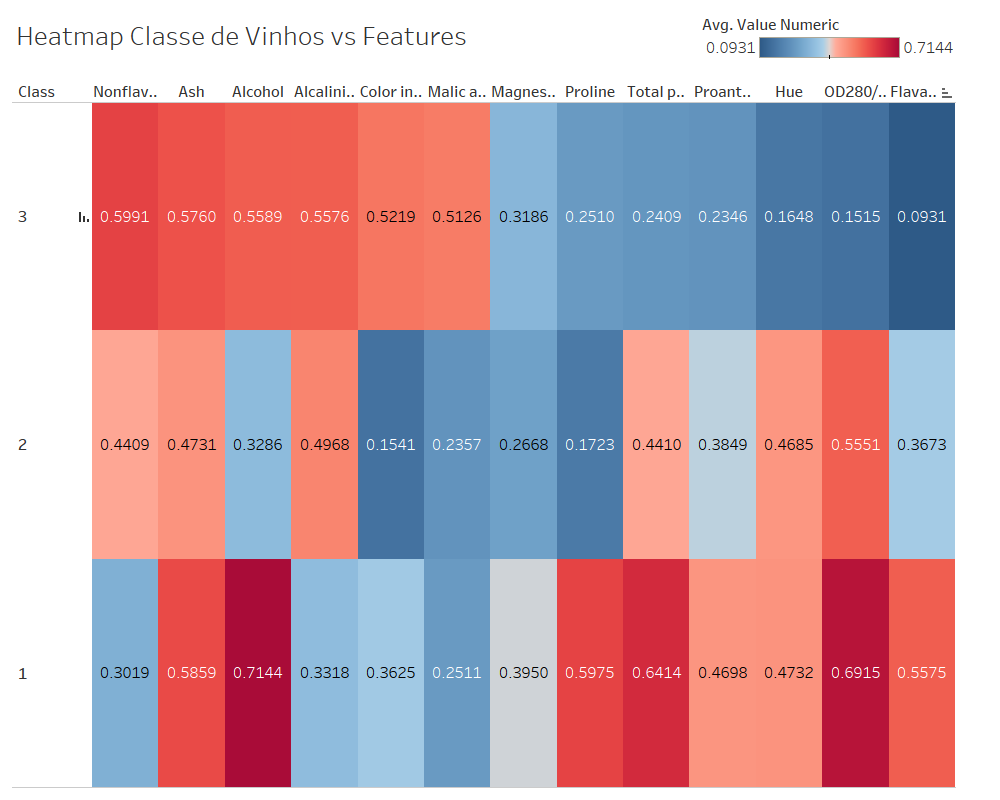 Heatmap Classe de Vinhos vs Features
Avg. Value Numeric
0.0931 0.7144
Class Nonflav.. Ash Alcohol Alcalini.. Color in.. Malic a.. Magnes.. Proline Total p.. Proant.. Hue OD280/.. Flava..
3 0.5991 0.5760 0.5589 0.5576 0.5219 0.5126 0.3186 0.2510 0.2409 0.2346 0.1648 0.1515 0.0931
2 0.4409 0.4731 0.3286 0.4968 0.1541 0.2357 0.2668 0.1723 0.4410 0.3849 0.4685 0.5551 0.3673
1 0.3019 0.5859 0.7144 0.3318 0.3625 0.2511 0.3950 0.5975 0.6414 0.4698 0.4732 0.6915 0.5575